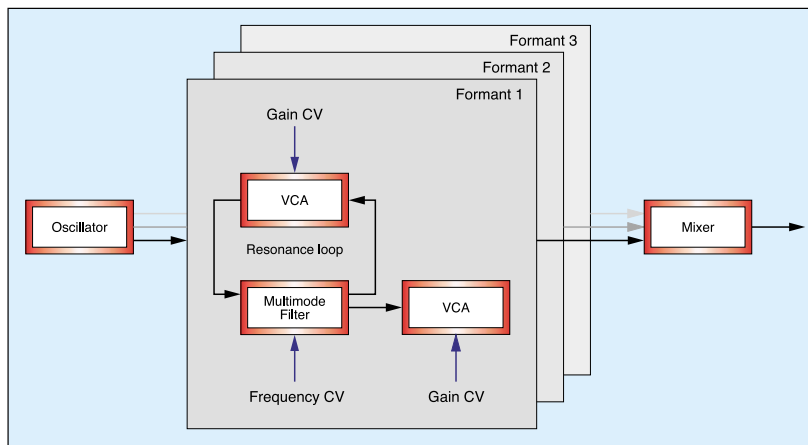 Formant 3
Formant 2
Formant 1
Gain CV
VCA
Oscillator
Mixer
Resonance loop
Multimode
Filter
VCA
Frequency CV
Gain CV